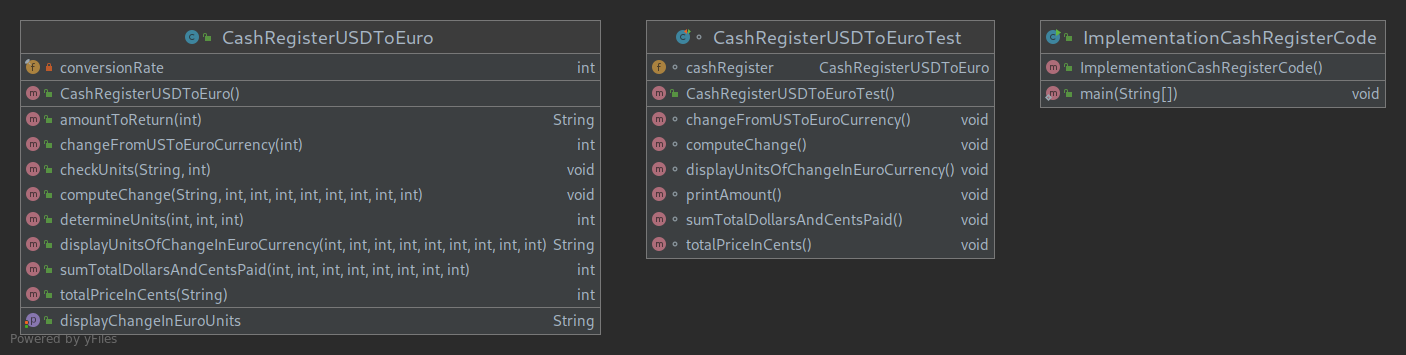 CashRegisterUSDToEuro
conversionRate int
CashRegisterUSDToEuro()
amountToReturn(int) String
changeFromUSToEuroCurrency(int) int
checkUnits(String, int) void
computeChange(String, int, int, int, int, int, int, int, int) void
determineUnits(int, int, int) int
displayUnitsOfChangeInEuroCurrency(int, int, int, int, int, int, int, int, int) String
sumTotalDollarsAndCentsPaid(int, int, int, int, int, int, int, int) int
totalPriceInCents(String) int
displayChangeInEuroUnits String
Powered by yFiles
CashRegisterUSDToEuroTest
cashRegister CashRegisterUSDToEuro
CashRegisterUSDToEuroTest()
changeFromUSToEuroCurrency() void
computeChange() void
displayUnitsOfChangeInEuroCurrency() void
printAmount() void
sumTotalDollarsAndCentsPaid() void
totalPriceInCents() void
ImplementationCashRegisterCode
ImplementationCashRegisterCode()
main(String[]) void